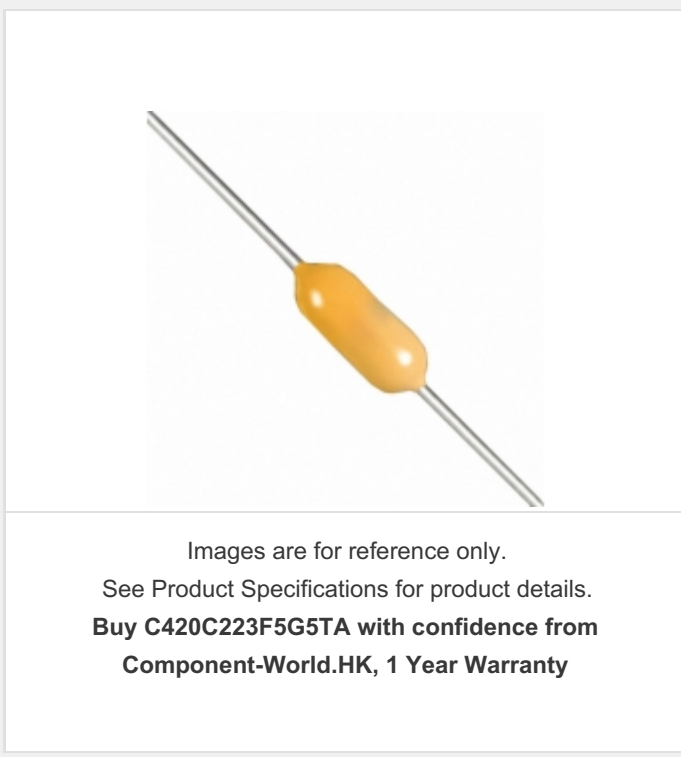 Images are for reference only.
See Product Specifications for product details.
Buy C420C223F5G5TA with confidence from
Component-World.HK, 1 Year Warranty